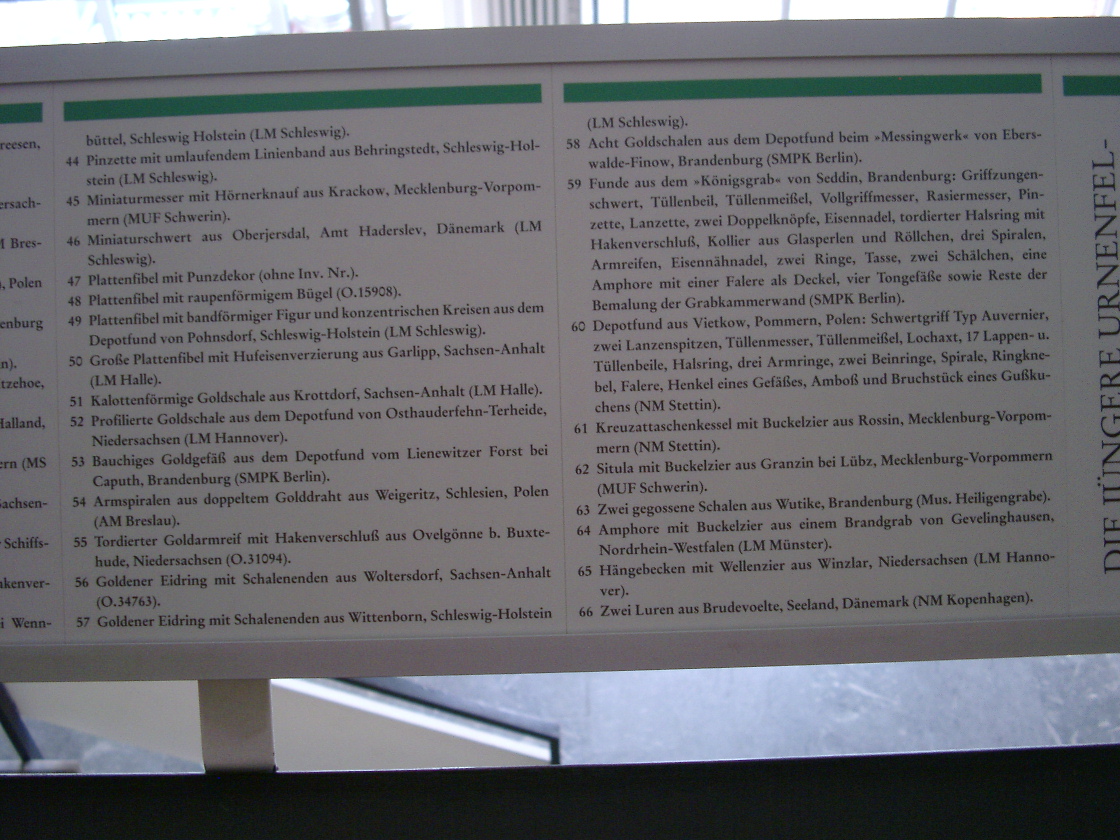 reesen,
ersach-
Bres-
, Polen
enburg
n).
tzehoe,
Halland,
ern (MS
Sachsen-
Schiffs-
akenver-
i Wenn-
büttel, Schleswig Holstein (LM Schleswig).
44 Pinzette mit umlaufendem Linienband aus Behringstedt, Schleswig-Hol-
stein (LM Schleswig).
45 Miniaturmesser mit Hörnerknauf aus Krackow, Mecklenburg-Vorpom-
mern (MUF Schwerin).
46 Miniaturschwert aus Oberjersdal, Amt Haderslev, Dänemark (LM
Schleswig).
47 Plattenfibel mit Punzdekor (ohne Inv. Nr.).
48 Plattenfibel mit raupenförmigem Bügel (O.15908).
49 Plattenfibel mit bandförmiger Figur und konzentrischen Kreisen aus dem
Depotfund von Pohnsdorf, Schleswig-Holstein (LM Schleswig).
50 Große Plattenfibel mit Hufeisenverzierung aus Garlipp, Sachsen-Anhalt
(LM Halle).
51 Kalottenförmige Goldschale aus Krottdorf, Sachsen-Anhalt (LM Halle).
52 Profilierte Goldschale aus dem Depotfund von Osthauderfehn-Terheide,
Niedersachsen (LM Hannover).
53 Bauchiges Goldgefäß aus dem Depotfund vom Lienewitzer Forst bei
Caputh, Brandenburg (SMPK Berlin).
54 Armspiralen aus doppeltem Golddraht aus Weigeritz, Schlesien, Polen
(AM Breslau).
55 Tordierter Goldarmreif mit Hakenverschluß aus Ovelgönne b. Buxte-
hude, Niedersachsen (O.31094).
56 Goldener Eidring mit Schalenenden aus Woltersdorf, Sachsen-Anhalt
(O.34763).
57 Goldener Eidring mit Schalenenden aus Wittenborn, Schleswig-Holstein
(LM Schleswig).
58 Acht Goldschalen aus dem Depotfund beim »Messingwerk« von Ebers-
walde-Finow, Brandenburg (SMPK Berlin).
59 Funde aus dem »Königsgrab« von Seddin, Brandenburg: Griffzungen-
schwert, Tüllenbeil, Tüllenmeißel, Vollgriffmesser, Rasiermesser, Pin-
zette, Lanzette, zwei Doppelknöpfe, Eisennadel, tordierter Halsring mit
Hakenverschluß, Kollier aus Glasperlen und Röllchen, drei Spiralen,
Armreifen, Eisennähnadel, zwei Ringe, Tasse, zwei Schälchen, eine
Amphore mit einer Falere als Deckel, vier Tongefäße sowie Reste der
Bemalung der Grabkammerwand (SMPK Berlin).
60 Depotfund aus Vietkow, Pommern, Polen: Schwertgriff Typ Auvernier,
zwei Lanzenspitzen, Tüllenmesser, Tüllenmeißel, Lochaxt, 17 Lappen- u.
Tüllenbeile, Halsring, drei Armringe, zwei Beinringe, Spirale, Ringkne-
bel, Falere, Henkel eines Gefäßes, Amboß und Bruchstück eines Gußku-
chens (NM Stettin).
61 Kreuzattaschenkessel mit Buckelzier aus Rossin, Mecklenburg-Vorpom-
mern (NM Stettin).
62 Situla mit Buckelzier aus Granzin bei Lübz, Mecklenburg-Vorpommern
(MUF Schwerin).
63 Zwei gegossene Schalen aus Wutike, Brandenburg (Mus. Heiligengrabe).
64 Amphore mit Buckelzier aus einem Brandgrab von Gevelinghausen,
Nordrhein-Westfalen (LM Münster).
65 Hängebecken mit Wellenzier aus Winzlar, Niedersachsen (LM Hanno-
ver).
66 Zwei Luren aus Brudevoelte, Seeland, Dänemark (NM Kopenhagen).
DIE JÜNGERE URNENFEL-